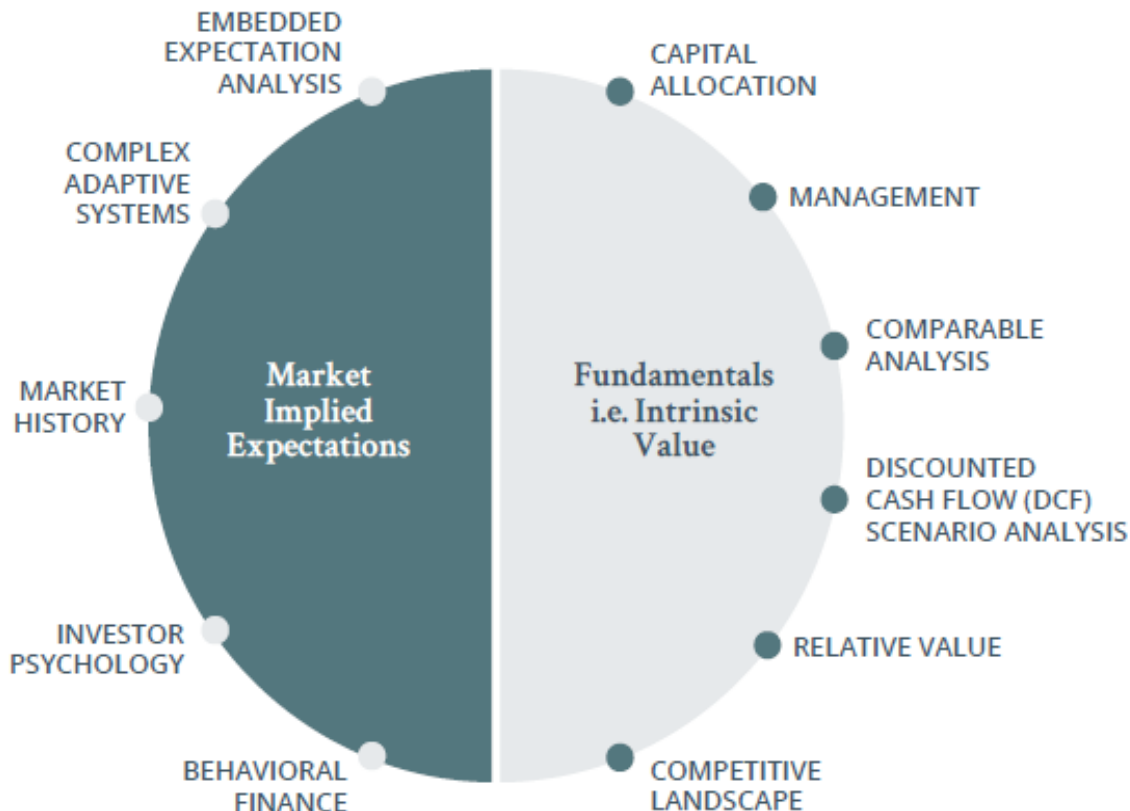 EMBEDDED
EXPECTATION
ANALYSIS
COMPLEX
ADAPTIVE
SYSTEMS
MARKET
HISTORY
INVESTOR
PSYCHOLOGY
BEHAVIORAL
FINANCE
Market
Implied
Expectations
Fundamentals
i.e. Intrinsic
Value
CAPITAL
ALLOCATION
MANAGEMENT
COMPARABLE
ANALYSIS
DISCOUNTED
CASH FLOW (DCF)
SCENARIO ANALYSIS
RELATIVE VALUE
COMPETITIVE
LANDSCAPE